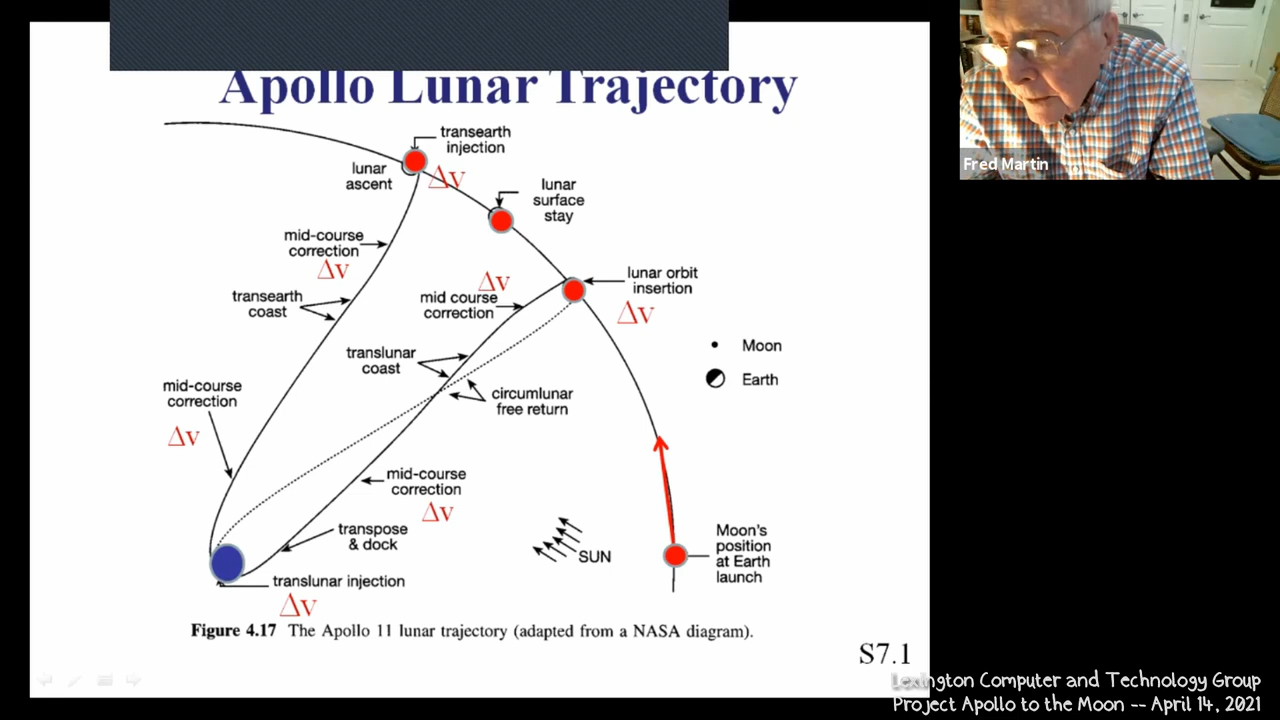 Apollo Lunar Trajectory
transearth
injection
lunar
ascent
Δv
lunar
surface
stay
mid-course
correction
Δv
Δv
lunar orbit
insertion
Δv
transearth
coast
mid course
correction
Moon
translunar
coast
Earth
mid-course
correction
Δv
circumlunar
free return
mid-course
correction
Δv
transpose
& dock
SUN
Moon's
position
at Earth
launch
translunar injection
Δv
Figure 4.17 The Apollo 11 lunar trajectory (adapted from a NASA diagram).
S7.1
Fred Martin
Lexington Computer and Technology Group
Project Apollo to the Moon -- April 14, 2021